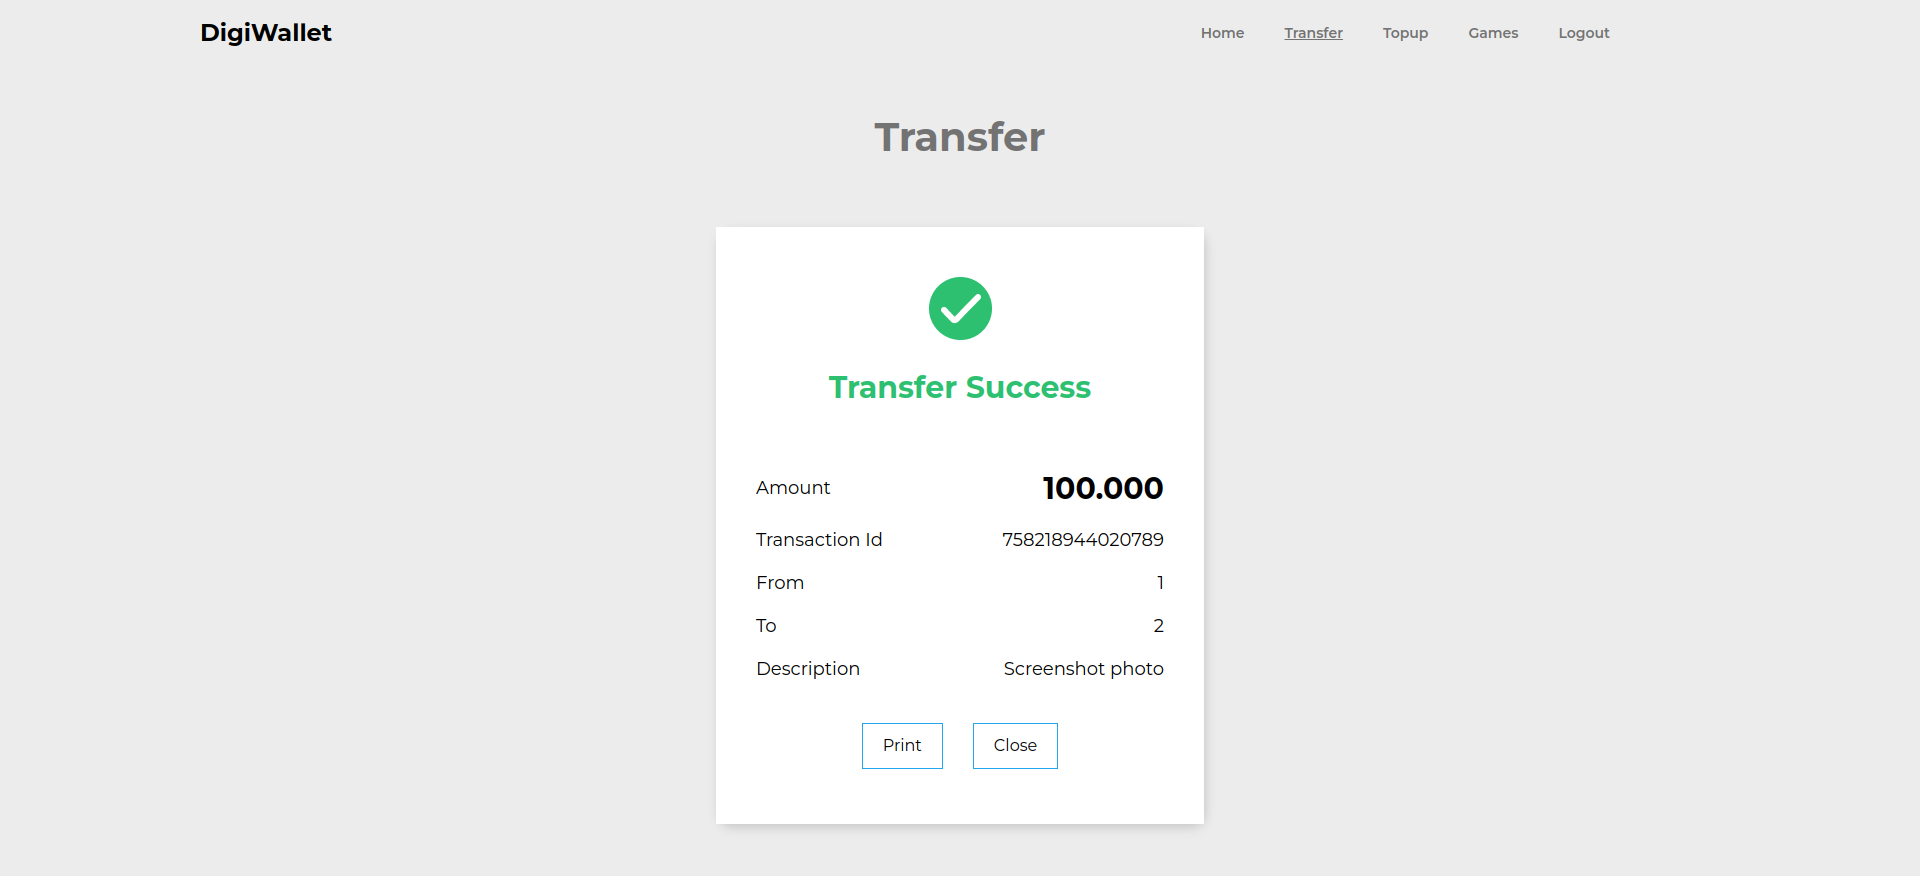 DigiWallet
Home Transfer Topup Games Logout
Transfer
Transfer Success
Amount 100.000
Transaction Id 758218944020789
From 1
To 2
Description Screenshot photo
Print Close